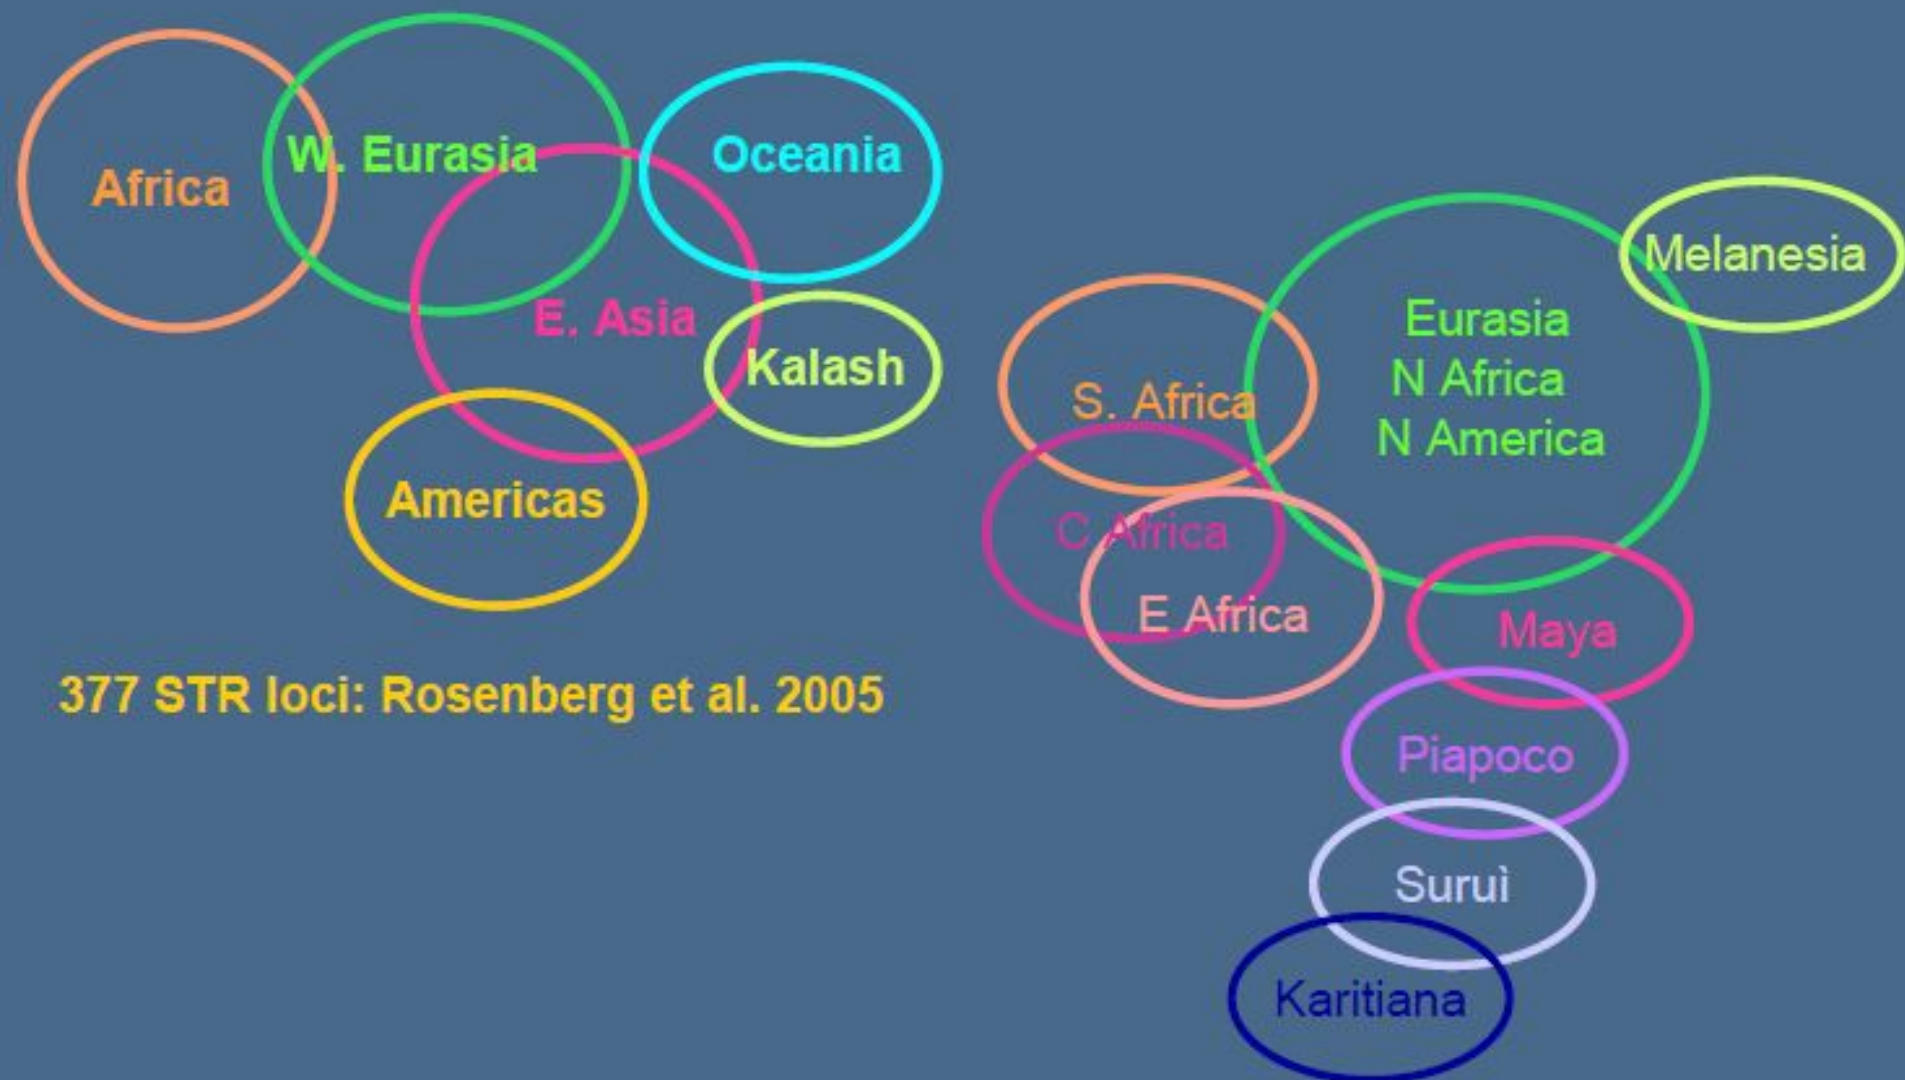 Africa
W. Eurasia
Oceania
E. Asia
Kalash
Americas
377 STR loci: Rosenberg et al. 2005
Melanesia
Eurasia
N Africa
N America
S. Africa
C Africa
E Africa
Maya
Piapoco
Suruì
Karitiana